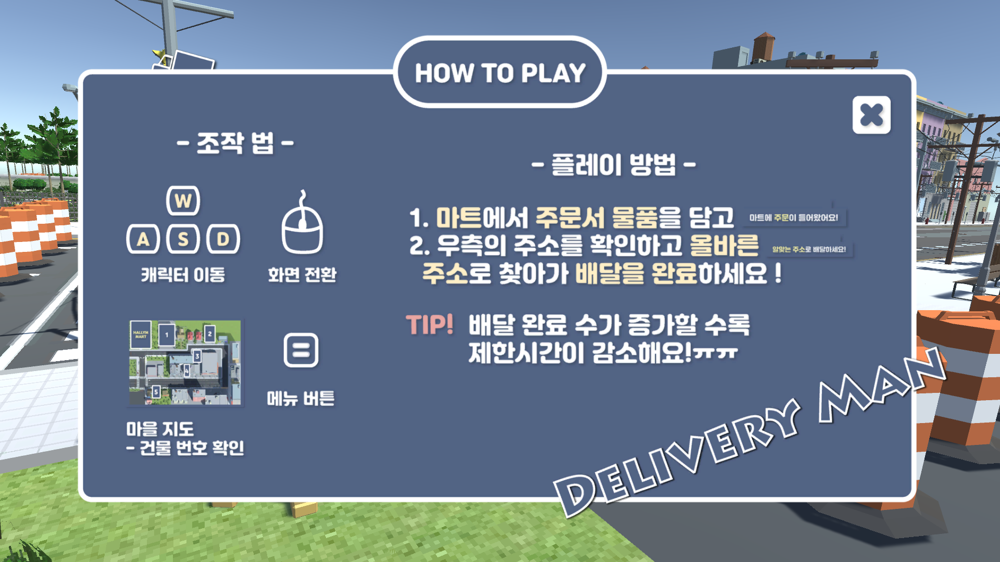 HOW TO PLAY
- 조작 법 -
W
A S D
캐릭터 이동
화면 전환
HALLYM
MART
1
2
3
4
5
마을 지도
- 건물 번호 확인
메뉴 버튼
- 플레이 방법 -
1. 마트에서 주문서 물품을 담고
마트에 주문이 들어왔어요!
2. 우측의 주소를 확인하고 올바른
알맞는 주소로 배달하세요!
주소로 찾아가 배달을 완료하세요 !
TIP! 배달 완료 수가 증가할 수록
제한시간이 감소해요!ㅠㅠ
DELIVERY MAN